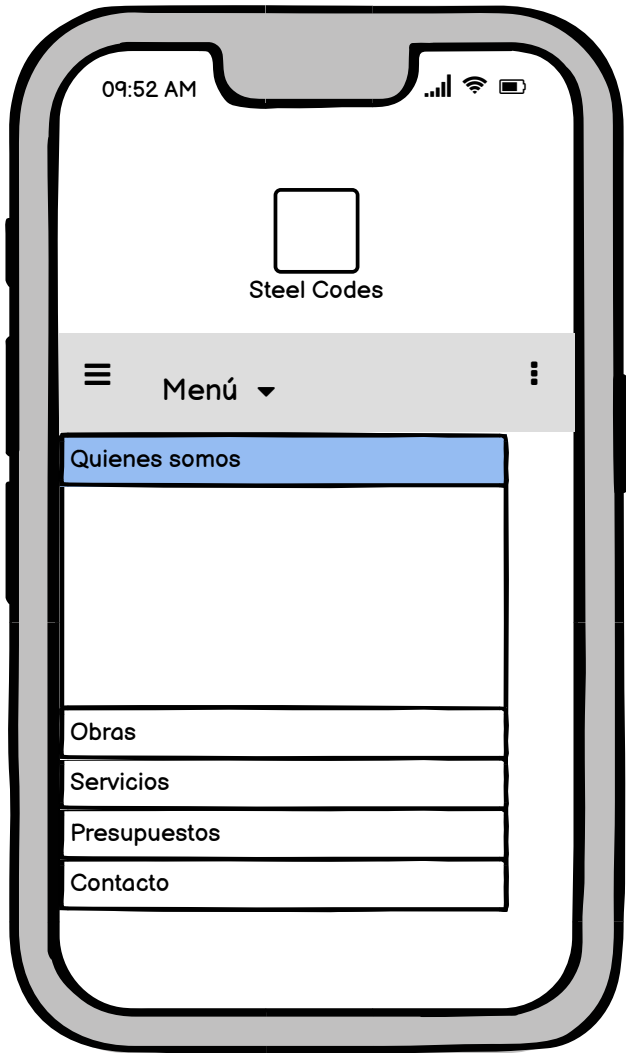 09:52 AM
Steel Codes
Menú
Quienes somos
Obras
Servicios
Presupuestos
Contacto